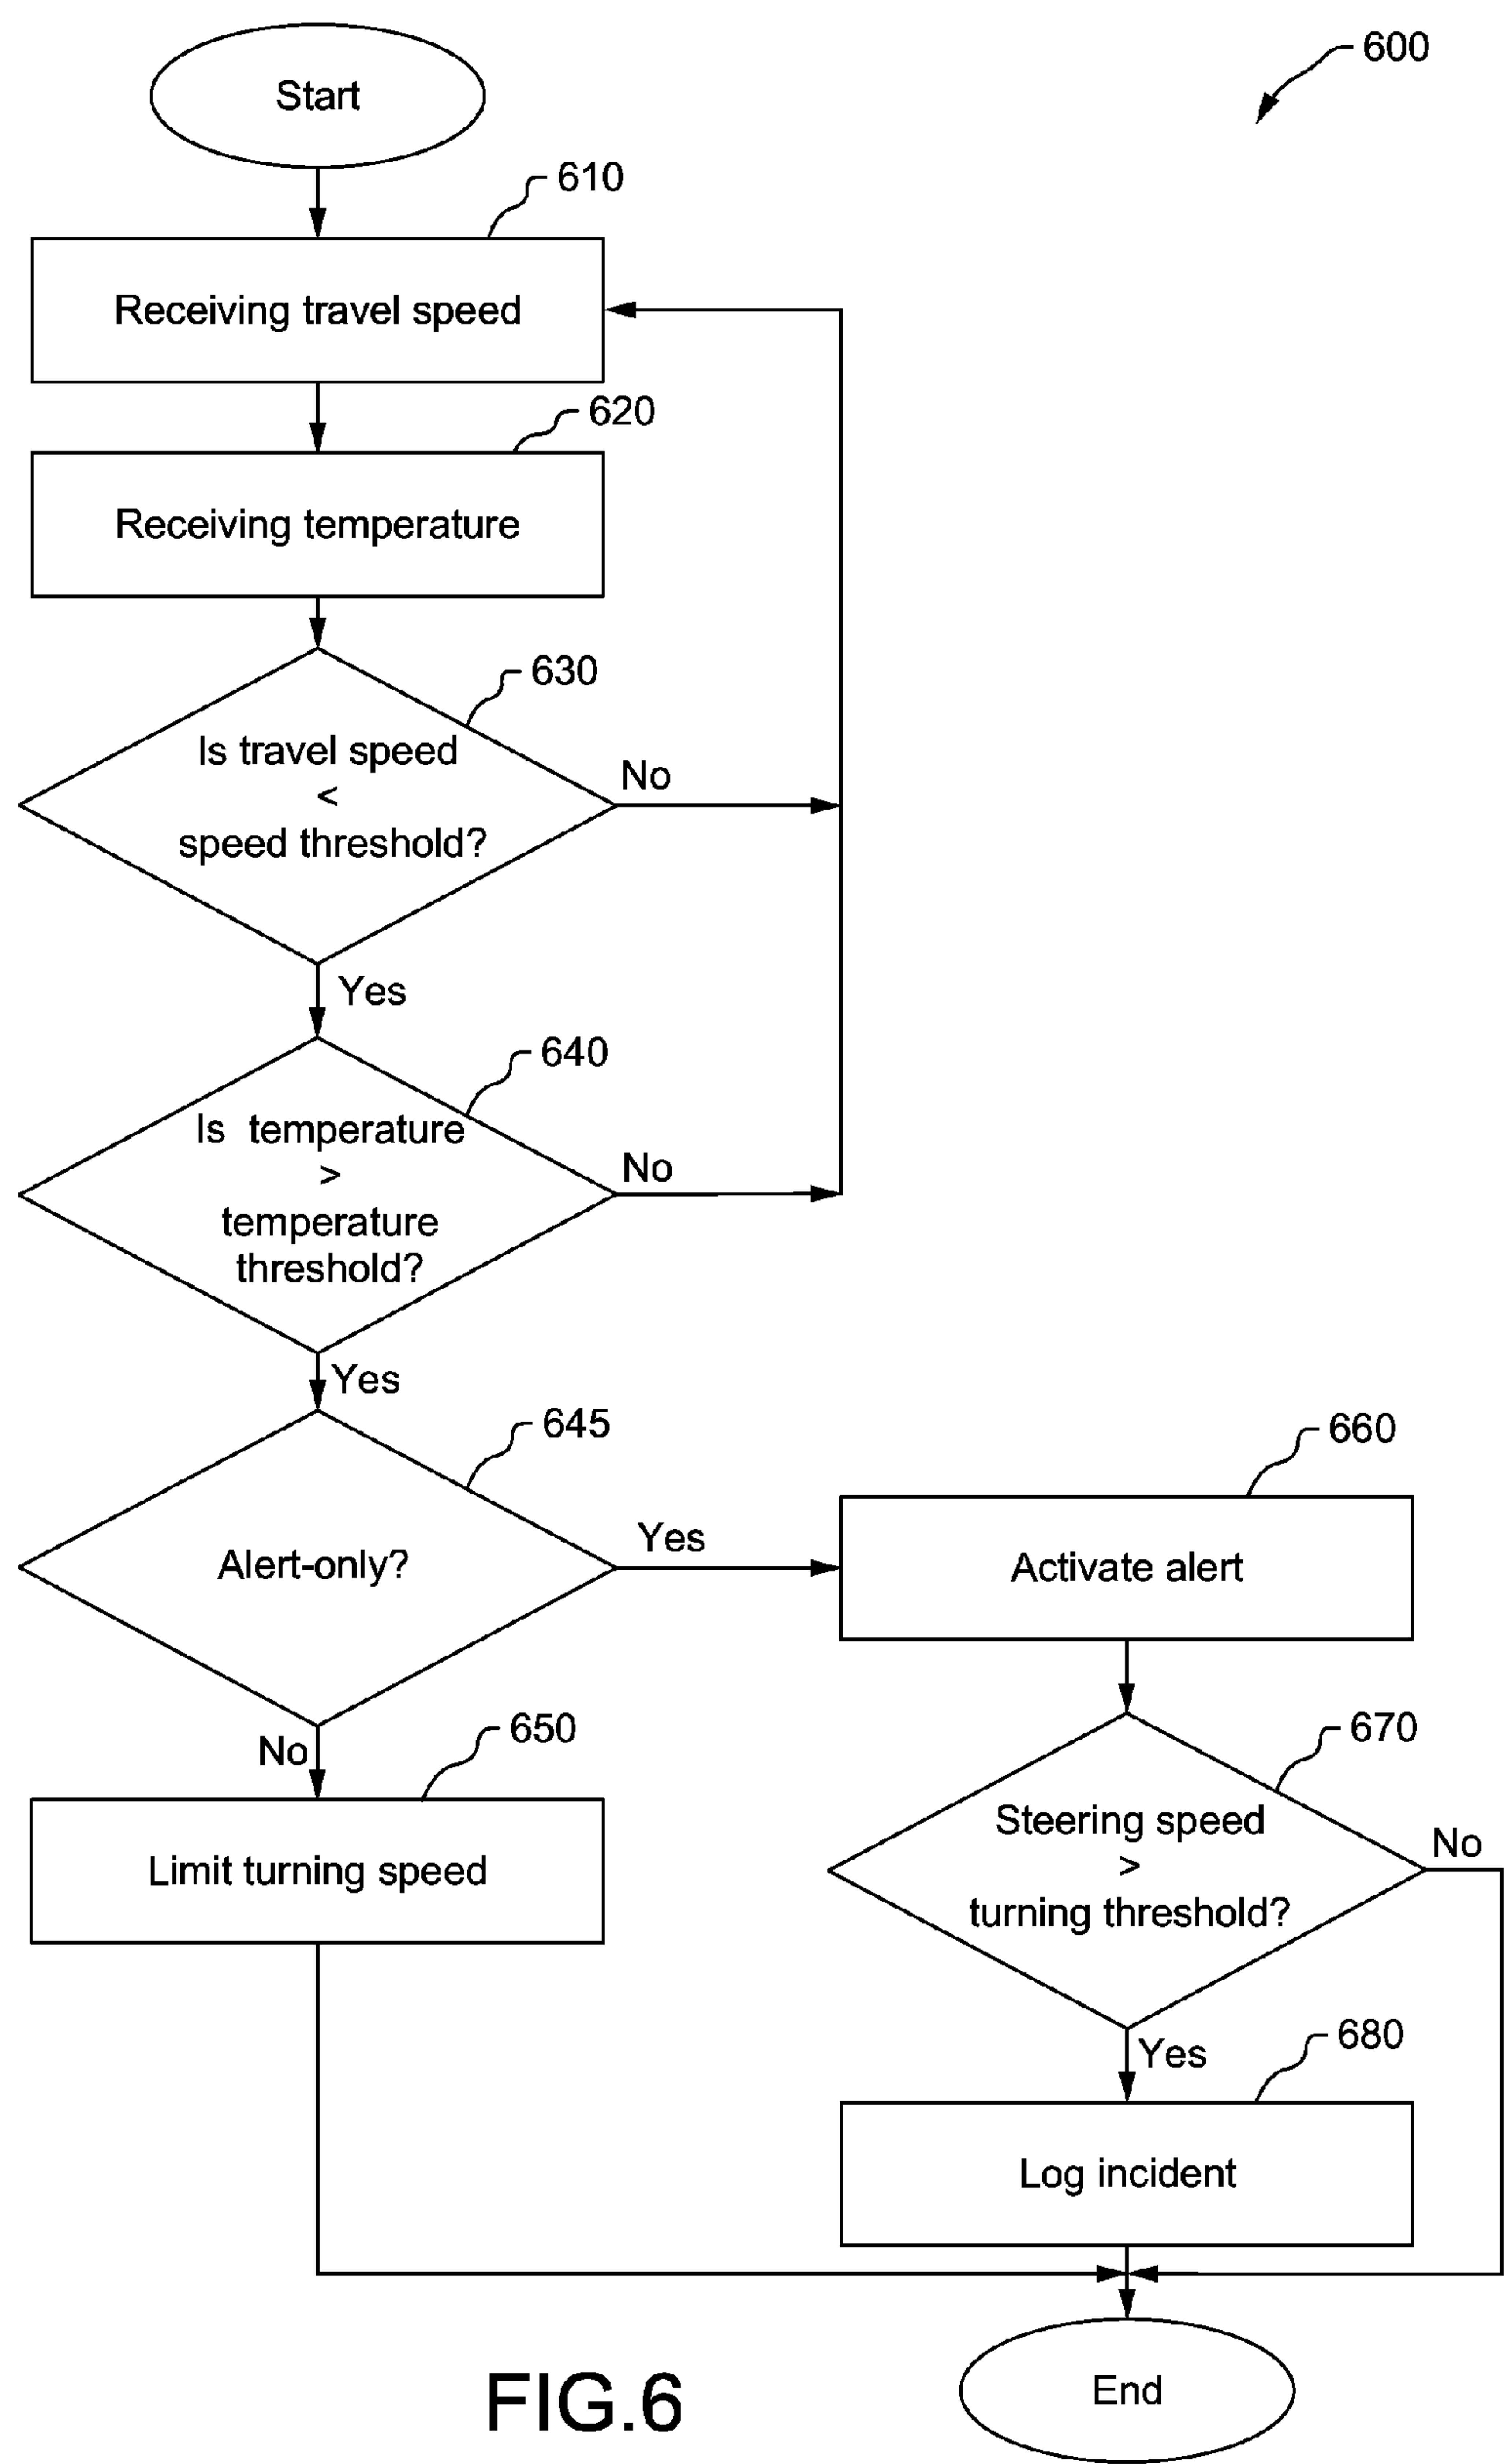 600
Start
610
Receiving travel speed
620
Receiving temperature
630
Is travel speed
<
speed threshold?
No
Yes
640
Is temperature
>
temperature
threshold?
No
Yes
645
Alert-only?
Yes
660
Activate alert
No
650
Limit turning speed
670
Steering speed
>
turning threshold?
No
Yes
680
Log incident
End
FIG.6